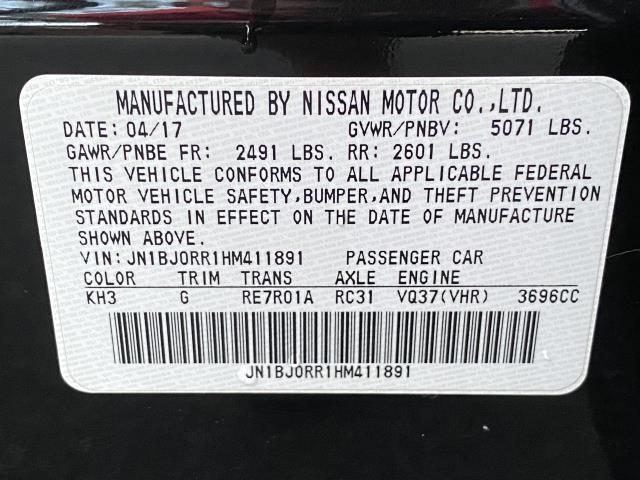 MANUFACTURED BY NISSAN MOTOR CO.,LTD.
DATE: 04/17 GVWR/PNBV: 5071 LBS.
GAWR/PNBE FR: 2491 LBS. RR: 2601 LBS.
THIS VEHICLE CONFORMS TO ALL APPLICABLE FEDERAL
MOTOR VEHICLE SAFETY,BUMPER,AND THEFT PREVENTION
STANDARDS IN EFFECT ON THE DATE OF MANUFACTURE
SHOWN ABOVE.
VIN: JN1BJ0RR1HM411891 PASSENGER CAR
COLOR TRIM TRANS AXLE ENGINE
KH3 G RE7R01A RC31 VQ37(VHR) 3696CC
JN1BJ0RR1HM411891